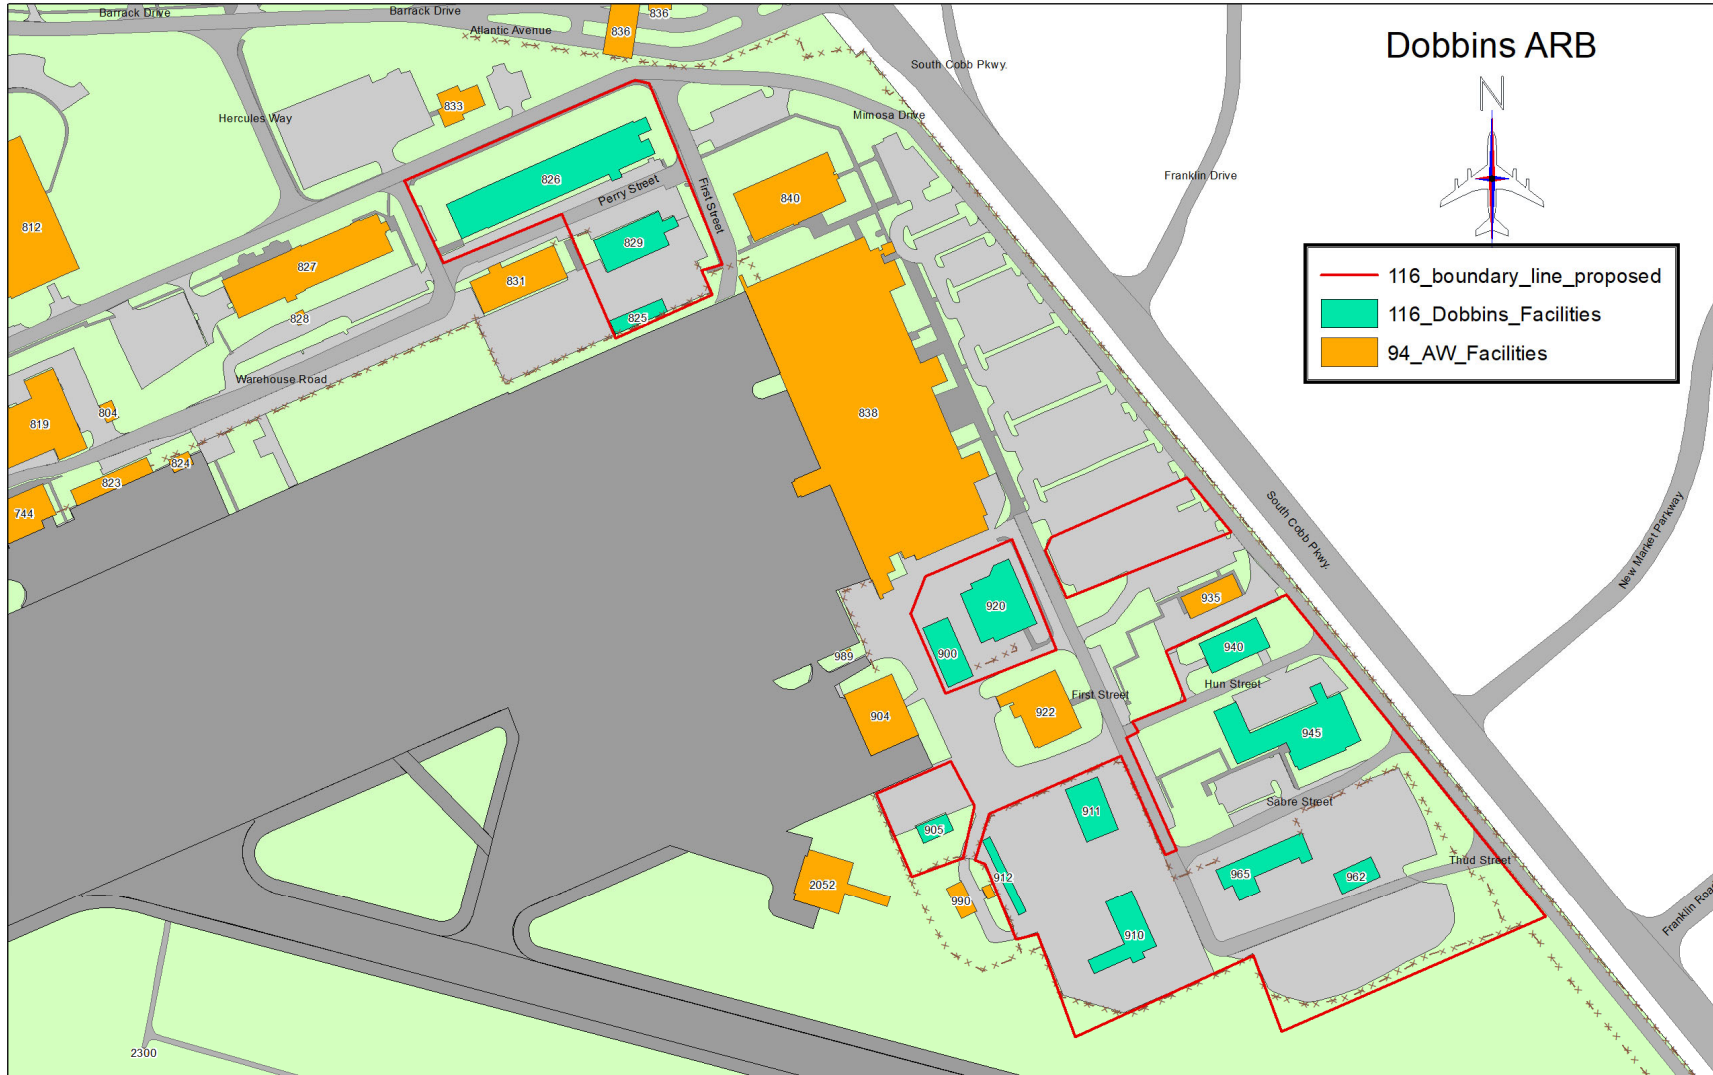 Barrack Drive
Barrack Drive
836
836
Atlantic Avenue
Dobbins ARB
South Cobb Pkwy.
N
833
Hercules Way
Mimosa Drive
826
Perry Street
First Street
840
Franklin Drive
812
829
827
831
116_boundary_line_proposed
116_Dobbins_Facilities
94_AW_Facilities
828
825
Warehouse Road
804
819
838
824
823
744
South Cobb Pkwy.
New Market Parkway
935
920
900
940
989
Hun Street
First Street
904
922
945
Sabre Street
911
905
Thud Street
912
965
962
2052
990
910
Franklin Road
2300